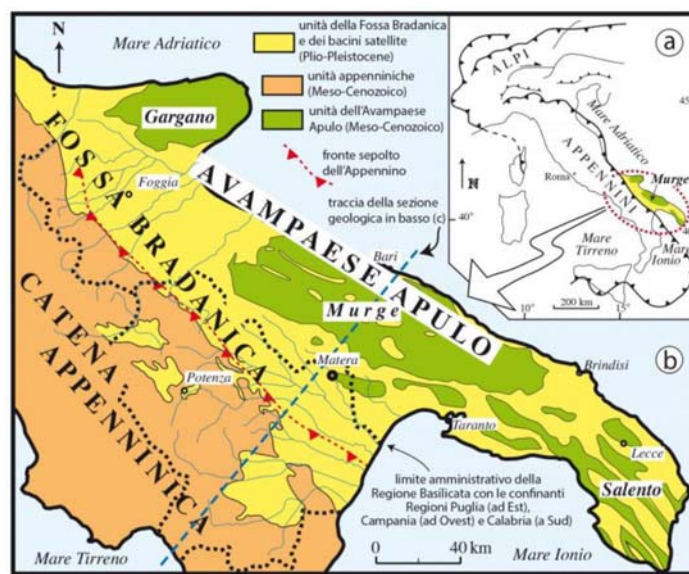 N
Mare Adriatico
unità della Fossa Bradanica
e dei bacini satellite
(Plio-Pleistocene)
unità appenniniche
(Meso-Cenozoico)
unità dell'Avampaese
Apulo (Meso-Cenozoico)
fronte sepolto
dell'Appennino
traccia della sezione
geologica in basso (c)
Gargano
Foggia
FOSSA BRADANICA
AVAMPAESE APULO
Bari
Murge
CATENA
APPENNINICA
Matera
Potenza
Brindisi
Taranto
Lecce
Salento
limite amministrativo della
Regione Basilicata con le confinanti
Regioni Puglia (ad Est),
Campania (ad Ovest) e Calabria (a Sud)
Mare Tirreno
0 40 km
Mare Ionio
b
a
ALPI
45
Mare Adriatico
APPENNINI
Roma
Murge
N
40°
40
Mare
Tirreno
Mar
Ionio
10°
200 km
15°